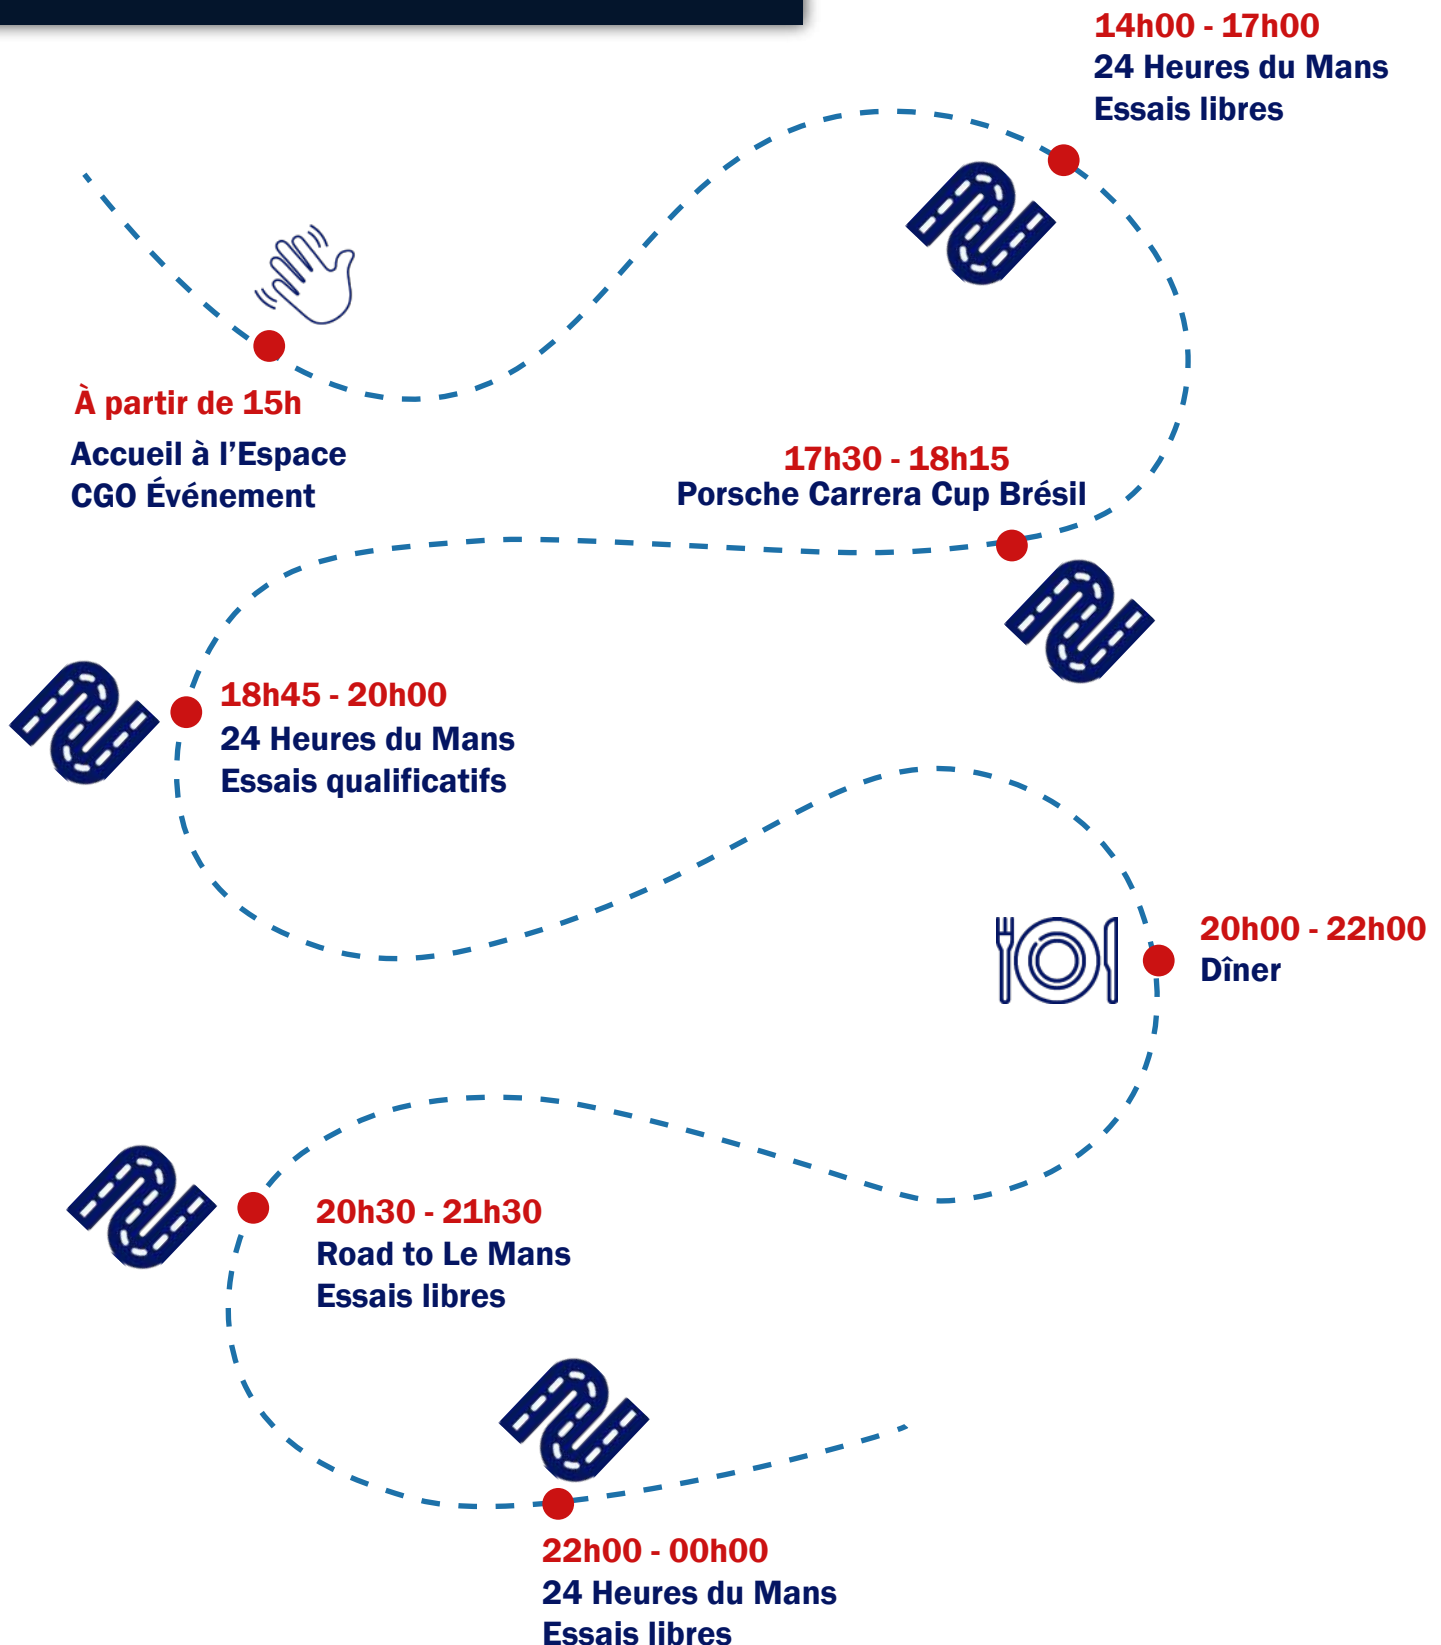 14h00 - 17h00
24 Heures du Mans
Essais libres
À partir de 15h
Accueil à l’Espace
CGO Événement
17h30 - 18h15
Porsche Carrera Cup Brésil
18h45 - 20h00
24 Heures du Mans
Essais qualificatifs
20h00 - 22h00
Dîner
20h30 - 21h30
Road to Le Mans
Essais libres
22h00 - 00h00
24 Heures du Mans
Essais libres